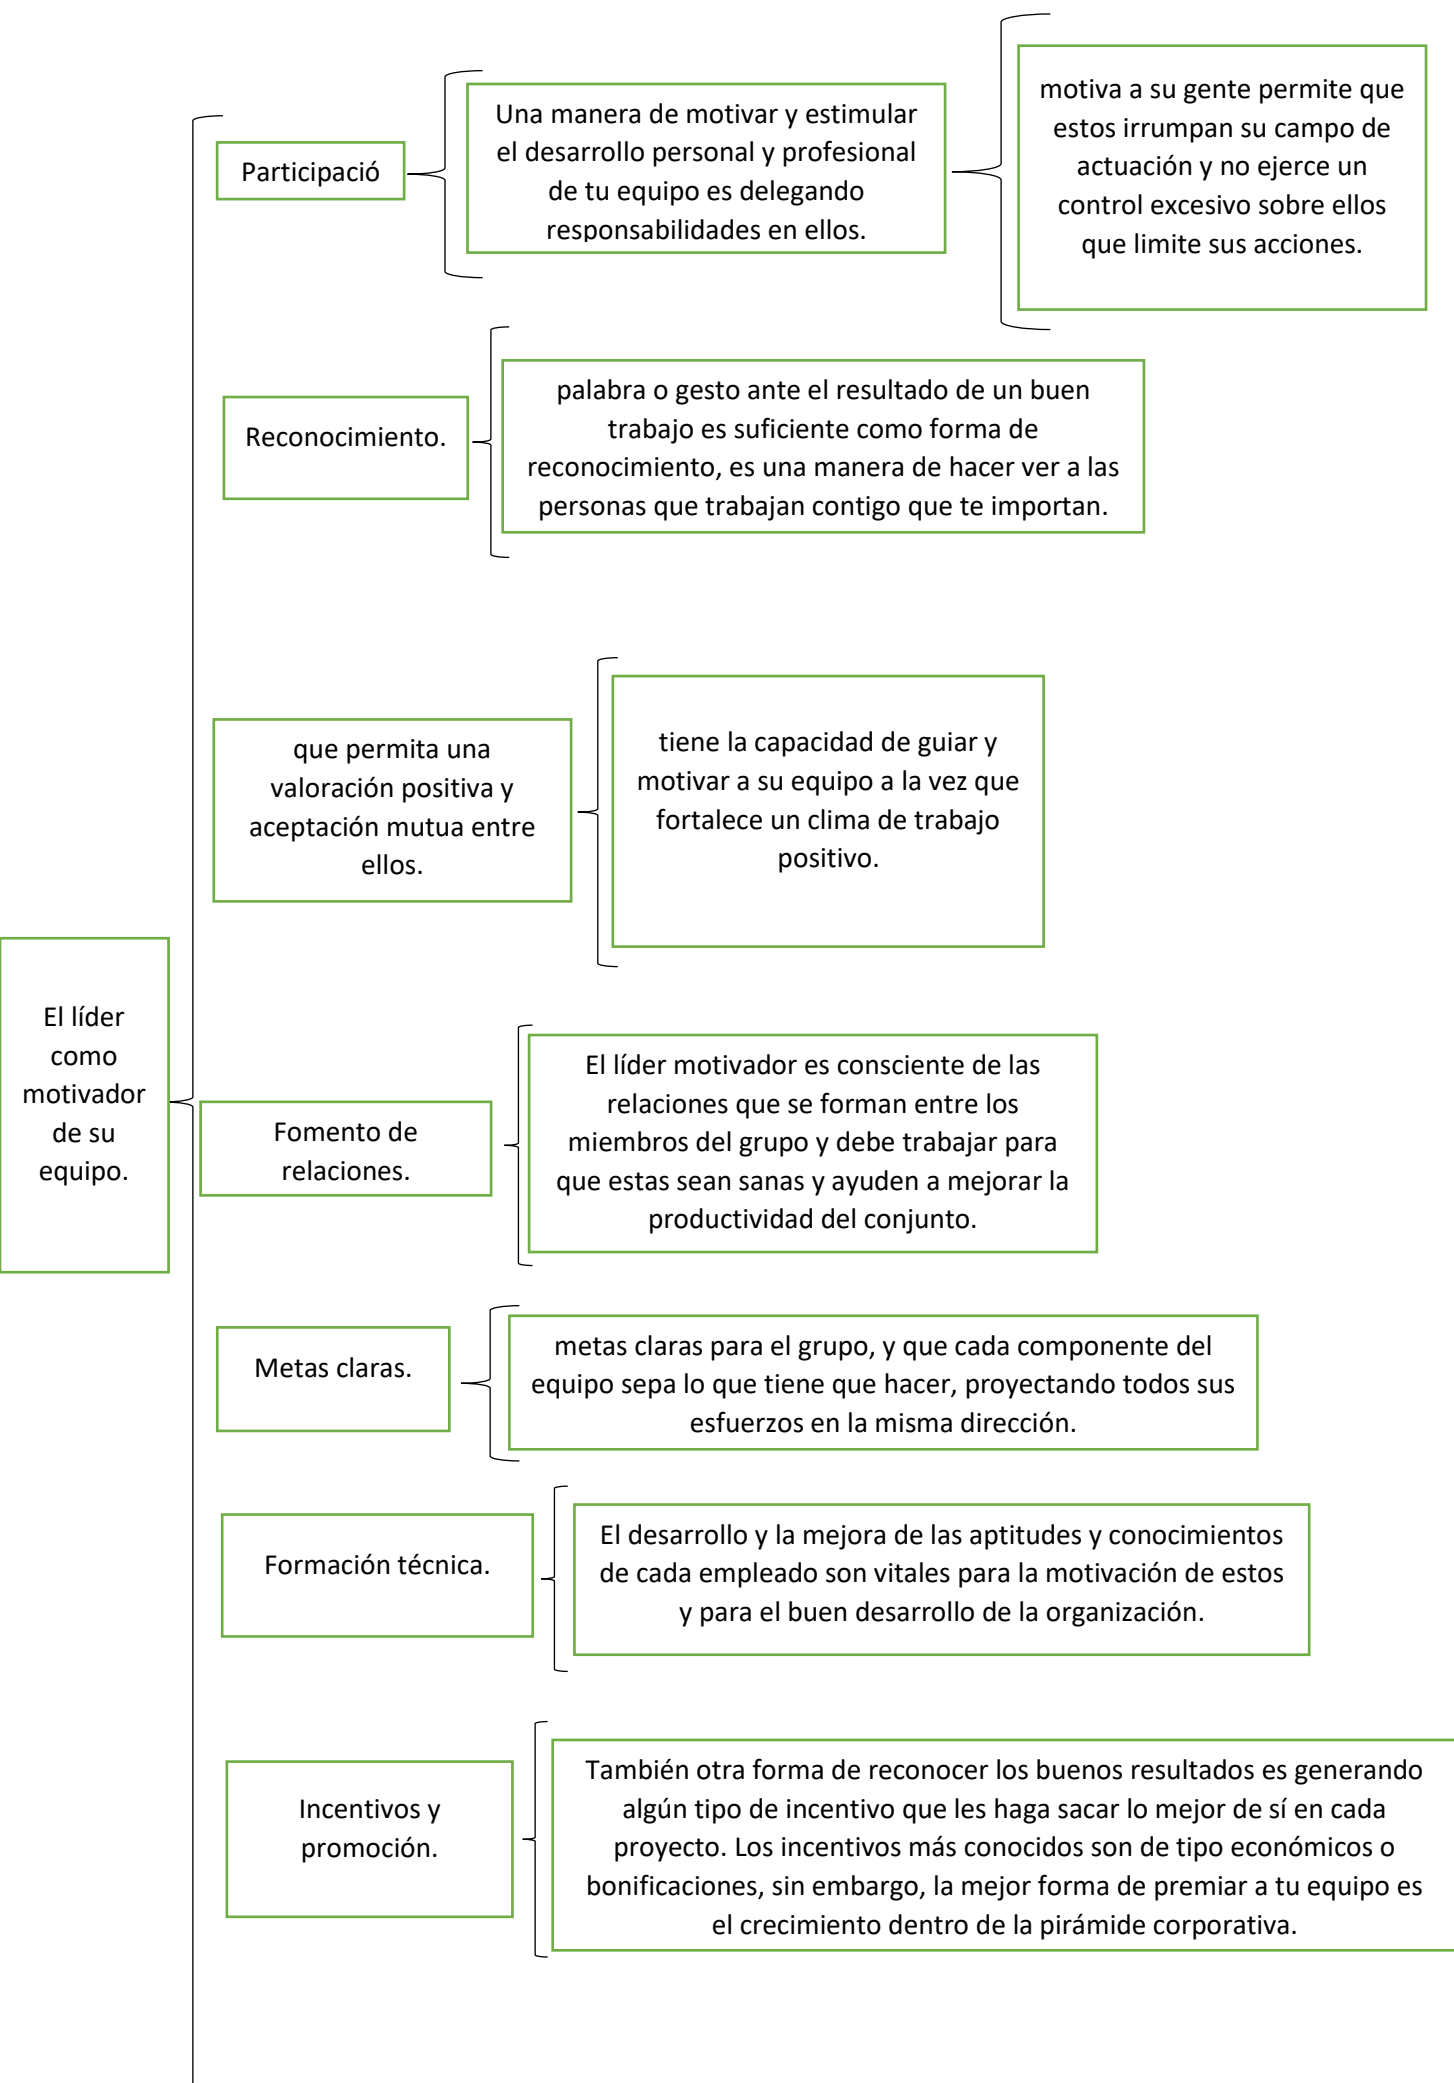 Participació
Una manera de motivar y estimular
el desarrollo personal y profesional
de tu equipo es delegando
responsabilidades en ellos.
motiva a su gente permite que
estos irrumpan su campo de
actuación y no ejerce un
control excesivo sobre ellos
que limite sus acciones.
Reconocimiento.
palabra o gesto ante el resultado de un buen
trabajo es suficiente como forma de
reconocimiento, es una manera de hacer ver a las
personas que trabajan contigo que te importan.
que permita una
valoración positiva y
aceptación mutua entre
ellos.
tiene la capacidad de guiar y
motivar a su equipo a la vez que
fortalece un clima de trabajo
positivo.
El líder
como
motivador
de su
equipo.
Fomento de
relaciones.
El líder motivador es consciente de las
relaciones que se forman entre los
miembros del grupo y debe trabajar para
que estas sean sanas y ayuden a mejorar la
productividad del conjunto.
Metas claras.
metas claras para el grupo, y que cada componente del
equipo sepa lo que tiene que hacer, proyectando todos sus
esfuerzos en la misma dirección.
Formación técnica.
El desarrollo y la mejora de las aptitudes y conocimientos
de cada empleado son vitales para la motivación de estos
y para el buen desarrollo de la organización.
Incentivos y
promoción.
También otra forma de reconocer los buenos resultados es generando
algún tipo de incentivo que les haga sacar lo mejor de sí en cada
proyecto. Los incentivos más conocidos son de tipo económicos o
bonificaciones, sin embargo, la mejor forma de premiar a tu equipo es
el crecimiento dentro de la pirámide corporativa.